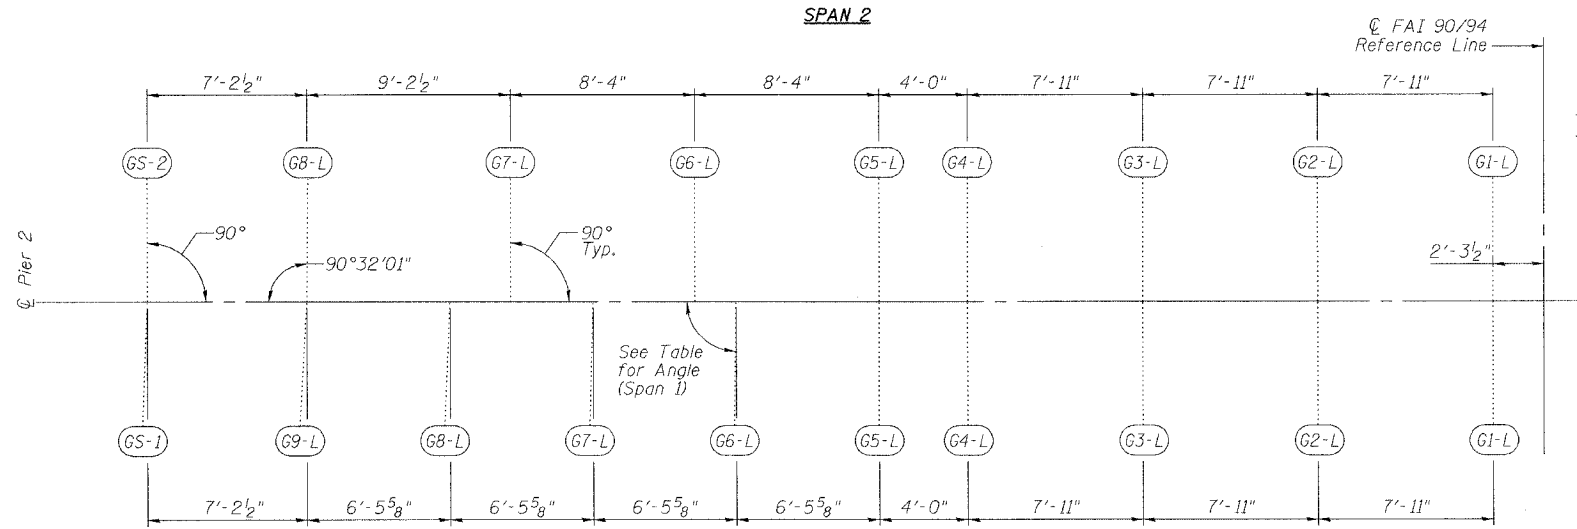 SPAN 2
℄ FAI 90/94
Reference Line
7'-2½" 9'-2½" 8'-4" 8'-4" 4'-0" 7'-11" 7'-11" 7'-11"
GS-2 G8-L G7-L G6-L G5-L G4-L G3-L G2-L G1-L
90°
90°
Typ.
90°32'01"
2'-3½"
℄ Pier 2
See Table
for Angle
(Span 1)
GS-1 G9-L G8-L G7-L G6-L G5-L G4-L G3-L G2-L G1-L
7'-2½" 6'-5⅝" 6'-5⅝" 6'-5⅝" 6'-5⅝" 4'-0" 7'-11" 7'-11" 7'-11"